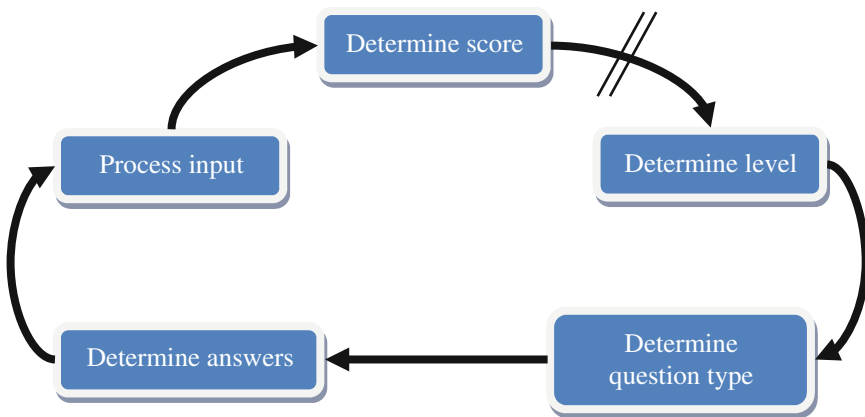 Determine score
Process input
Determine level
Determine answers
Determine
question type